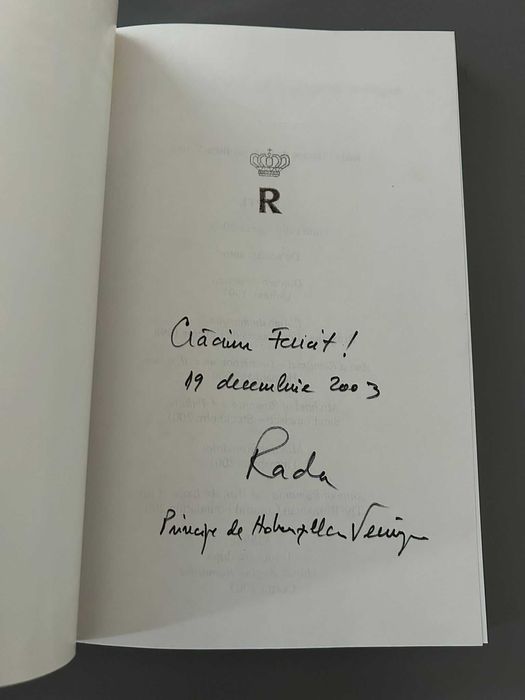 R
Crăciun Fericit!
19 decembrie 2003
Radu
Principe de Hohenzollern Veringen